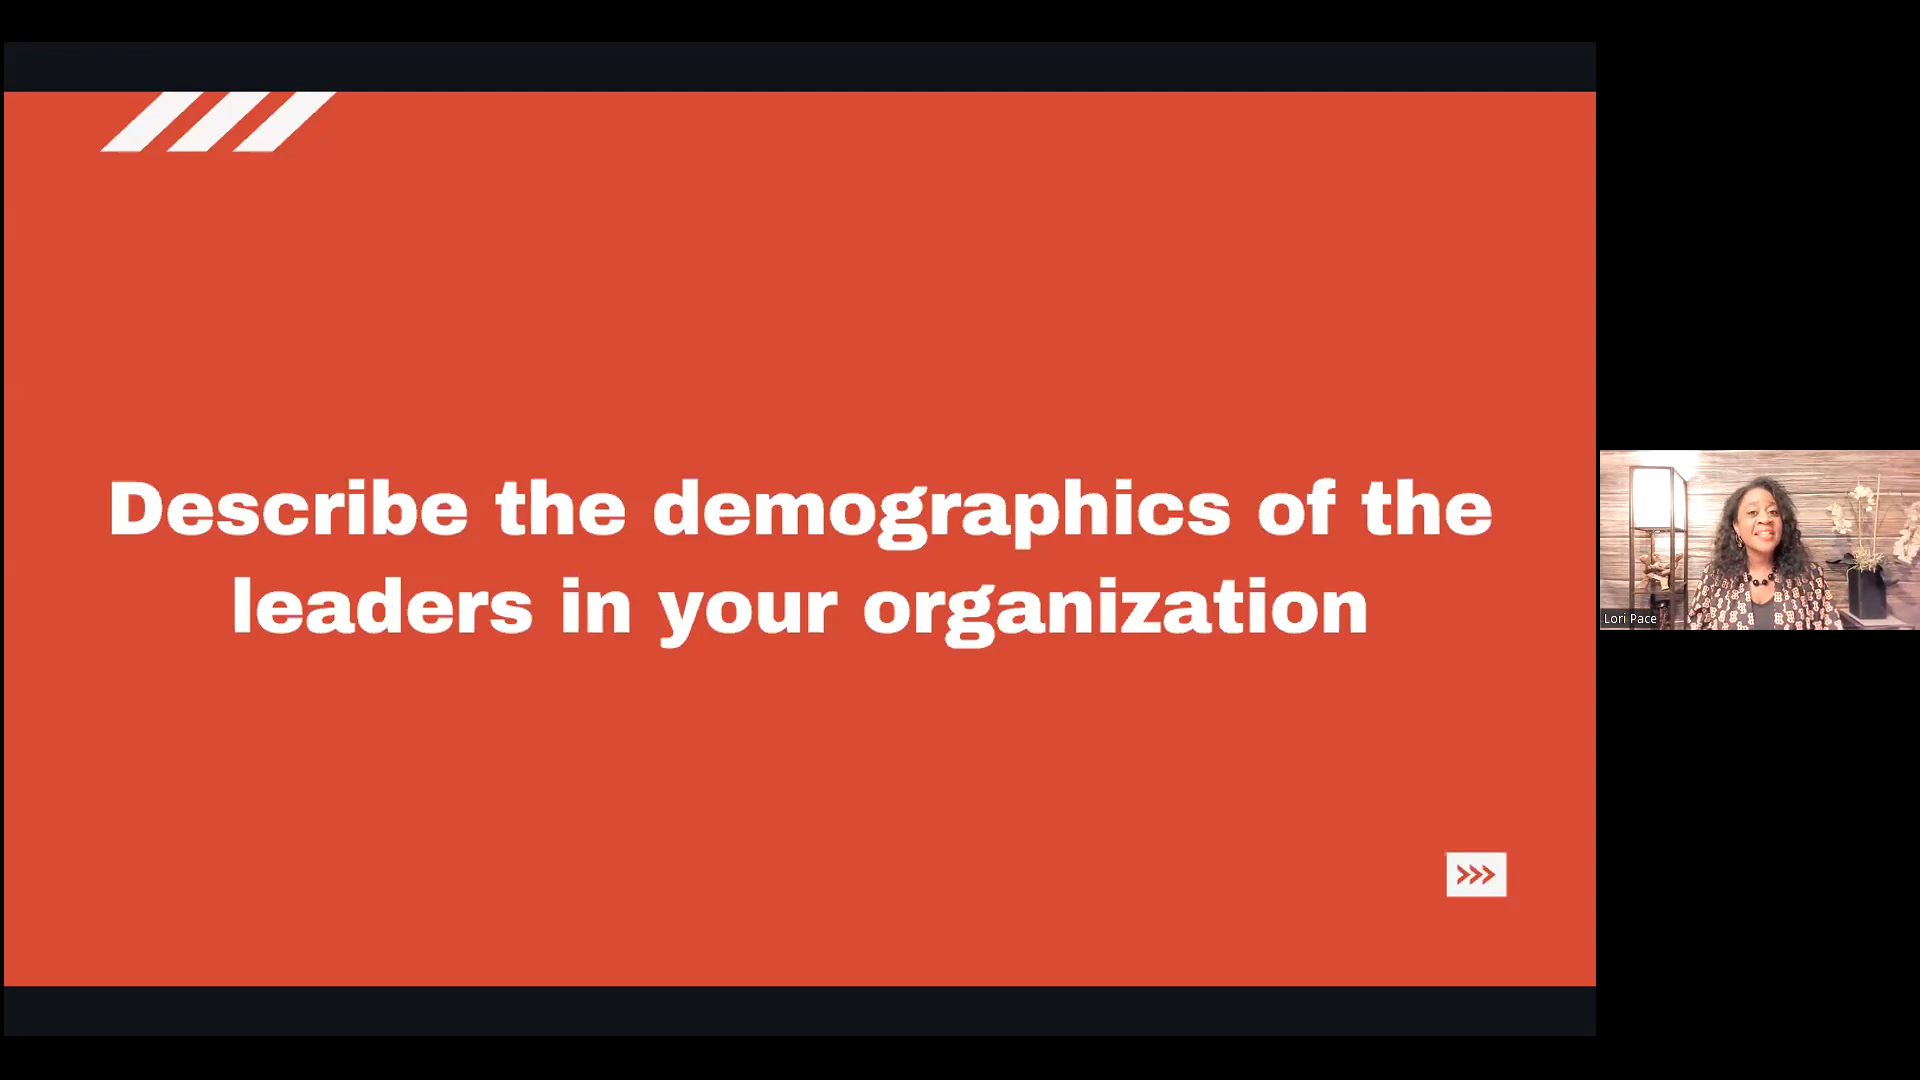 Describe the demographics of the
leaders in your organization
Lori Pace